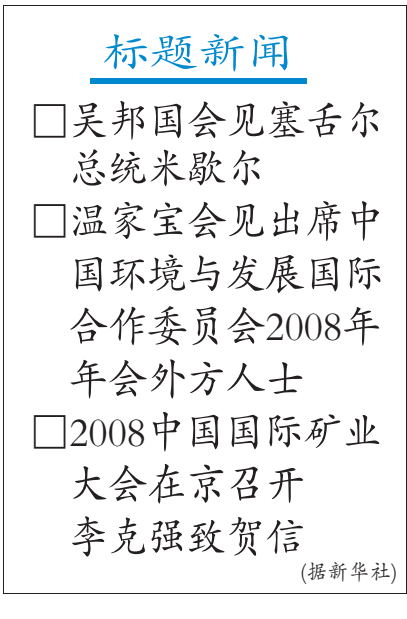 标题新闻
□吴邦国会见塞舌尔
总统米歇尔
□温家宝会见出席中
国环境与发展国际
合作委员会2008年
年会外方人士
□2008中国国际矿业
大会在京召开
李克强致贺信
(据新华社)